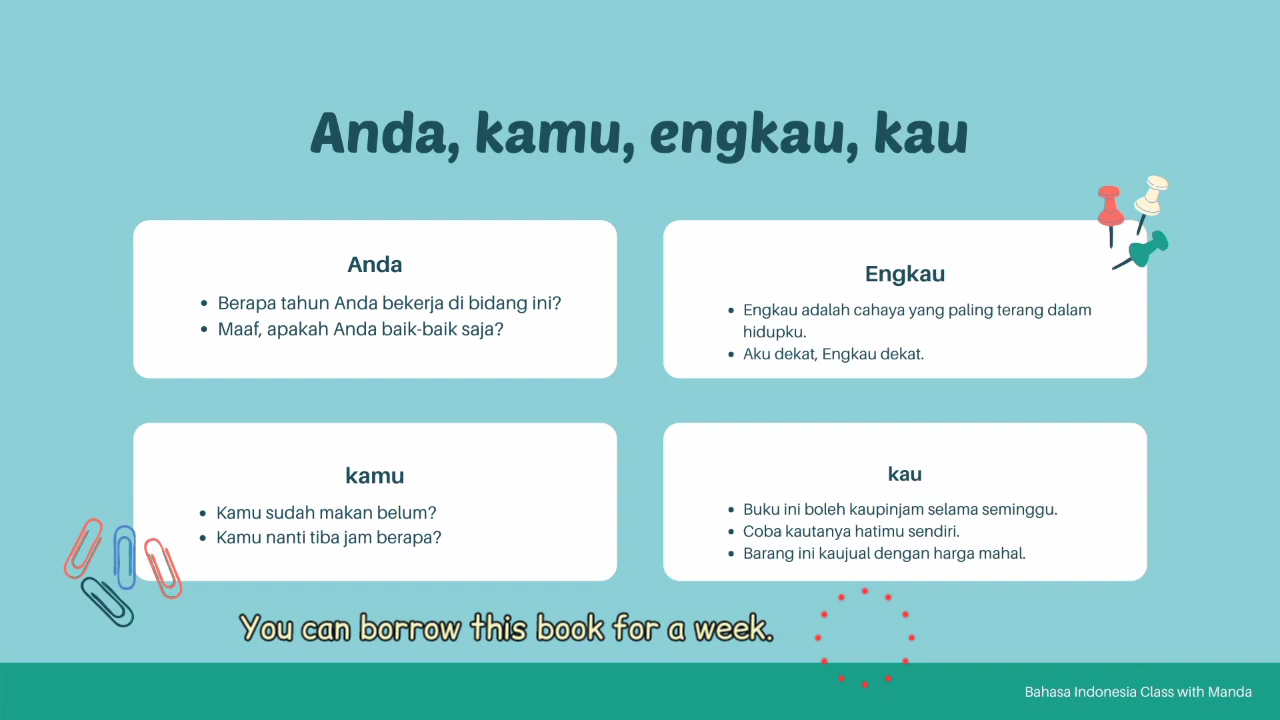 Anda, kamu, engkau, kau
Anda
Berapa tahun Anda bekerja di bidang ini?
Maaf, apakah Anda baik-baik saja?
Engkau
Engkau adalah cahaya yang paling terang dalam
hidupku.
Aku dekat, Engkau dekat.
kamu
Kamu sudah makan belum?
Kamu nanti tiba jam berapa?
kau
Buku ini boleh kaupinjam selama seminggu.
Coba kautanya hatimu sendiri.
Barang ini kaujual dengan harga mahal.
You can borrow this book for a week.
Bahasa Indonesia Class with Manda